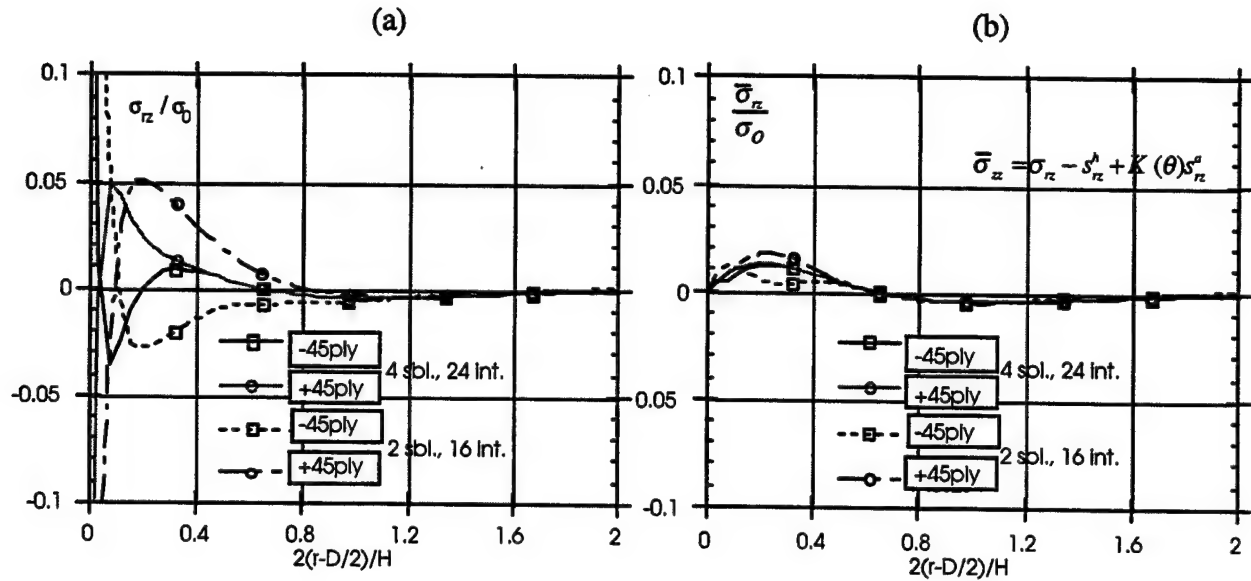 (a)
0.1
σrz / σ0
0.05
0
-0.05
-0.1
-45ply
4 sbl., 24 int.
+45ply
-45ply
2 sbl., 16 int.
+45ply
0 0.4 0.8 1.2 1.6 2
2(r-D/2)/H
(b)
0.1
σ̅rz
σO
σ̅zz = σrz − s^h_rz + K (θ)s^a_rz
0.05
0
0.05
-0.1
-45ply
4 sbl., 24 int.
+45ply
-45ply
2 sbl., 16 int.
+45ply
0 0.4 0.8 1.2 1.6 2
2(r-D/2)/H